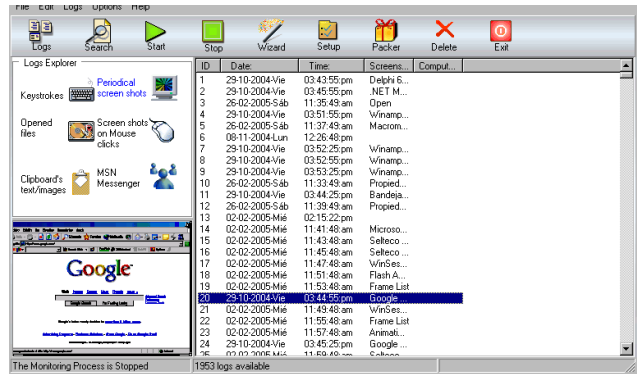 File Edit Logs Options Help
Logs Search Start Stop Wizard Setup Packer Delete Exit
Logs Explorer
Keystrokes
Periodical
screen shots
Opened
files
Screen shots
on Mouse
clicks
Clipboard's
text/images
MSN
Messenger
Google
ID Date: Time: Screens... Comput...
1 29-10-2004-Vie 03:43:55:pm Delphi 6...
2 29-10-2004-Vie 03:45:55:pm .NET M...
3 26-02-2005-Sáb 11:35:49:am Open
4 29-10-2004-Vie 03:51:55:pm Winamp...
5 26-02-2005-Sáb 11:37:49:am Macrom...
6 08-11-2004-Lun 12:26:48:pm
7 29-10-2004-Vie 03:52:25:pm Winamp...
8 29-10-2004-Vie 03:52:55:pm Winamp...
9 29-10-2004-Vie 03:53:25:pm Winamp...
10 26-02-2005-Sáb 11:33:49:am Propied...
11 29-10-2004-Vie 03:44:25:pm Bandeja...
12 26-02-2005-Sáb 11:39:49:am Propied...
13 02-02-2005-Mié 02:15:22:pm
14 02-02-2005-Mié 11:41:48:am Microso...
15 02-02-2005-Mié 11:43:48:am Selteco ...
16 02-02-2005-Mié 11:45:48:am Selteco ...
17 02-02-2005-Mié 11:47:48:am WinSes...
18 02-02-2005-Mié 11:51:48:am Flash A...
19 02-02-2005-Mié 11:53:48:am Frame List
20 29-10-2004-Vie 03:44:55:pm Google ...
21 02-02-2005-Mié 11:49:48:am WinSes...
22 02-02-2005-Mié 11:55:48:am Frame List
23 02-02-2005-Mié 11:57:48:am Animati...
24 29-10-2004-Vie 03:45:25:pm Google ...
25 02-02-2005-Mié 11:59:48:am Selteco ...
The Monitoring Process is Stopped 1953 logs available